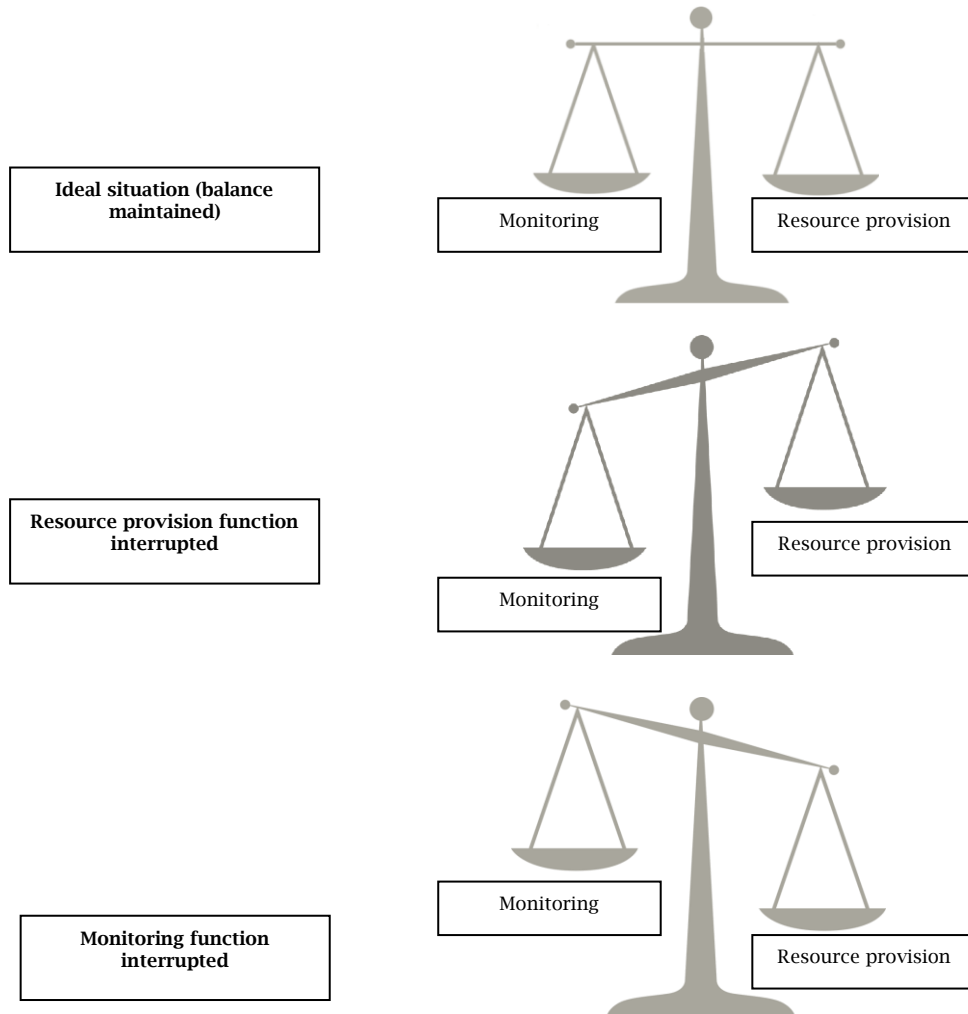 Ideal situation (balance
maintained)
Monitoring
Resource provision
Resource provision function
interrupted
Monitoring
Resource provision
Monitoring function
interrupted
Monitoring
Resource provision